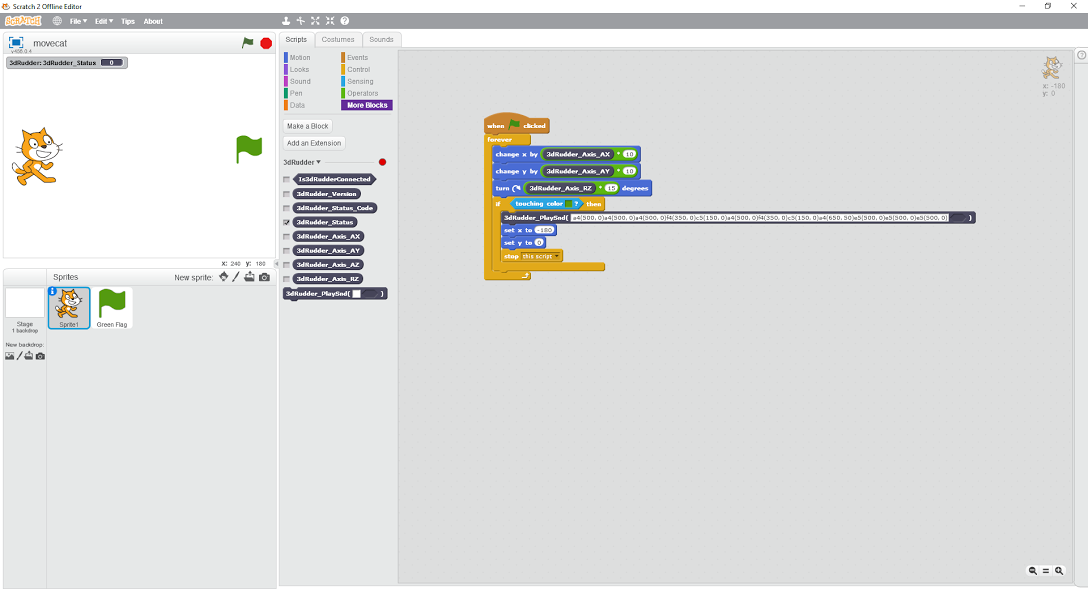 Scratch 2 Offline Editor
SCRATCH File Edit Tips About
movecat
v456.0.4
3dRudder: 3dRudder_Status 0
X: 240 y: 180
Sprites New sprite:
Stage
1 backdrop
New backdrop:
Sprite1
Green Flag
Scripts Costumes Sounds
Motion Events
Looks Control
Sound Sensing
Pen Operators
Data More Blocks
Make a Block
Add an Extension
3dRudder
Is3dRudderConnected
3dRudder_Version
3dRudder_Status_Code
3dRudder_Status
3dRudder_Axis_AX
3dRudder_Axis_AY
3dRudder_Axis_AZ
3dRudder_Axis_RZ
3dRudder_PlaySnd( )
x: -180
y: 0
when clicked
forever
change x by 3dRudder_Axis_AX * 10
change y by 3dRudder_Axis_AY * 10
turn 3dRudder_Axis_RZ * 15 degrees
if touching color ? then
3dRudder_PlaySnd( a4(500, 0)a4(500, 0)a4(500, 0)f4(350, 0)c5(150, 0)a4(500, 0)f4(350, 0)c5(150, 0)a4(650, 50)e5(500, 0)e5(500, 0)e5(500, 0) )
set x to -180
set y to 0
stop this script